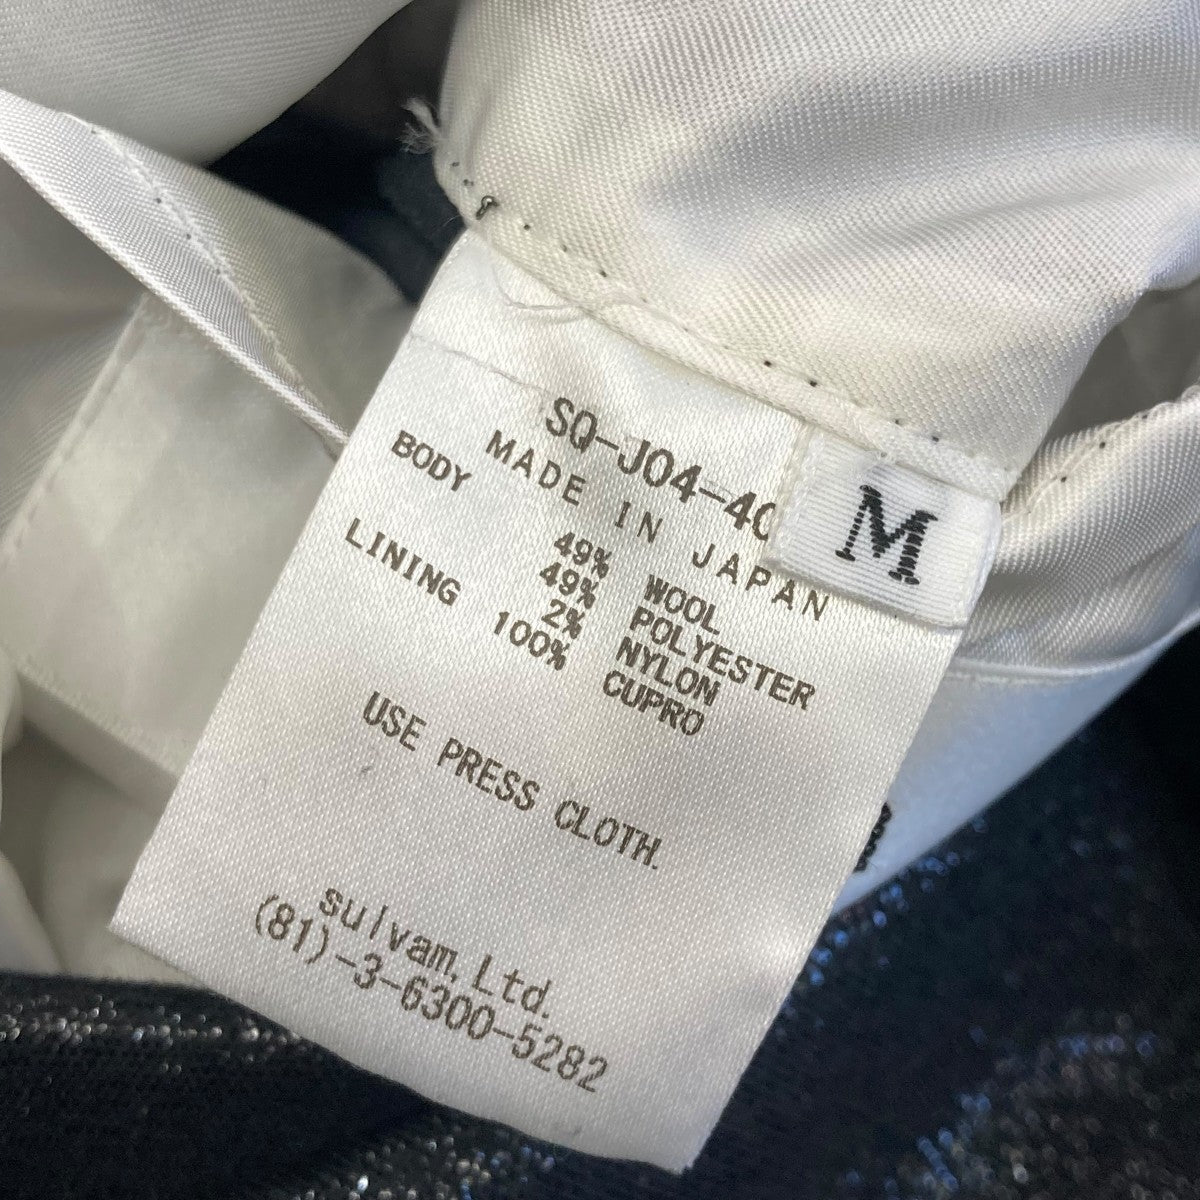 SQ-J04-40
M
MADE IN JAPAN
BODY
49% WOOL
49% POLYESTER
2% NYLON
LINING 100% CUPRO
USE PRESS CLOTH.
sulvam,Ltd.
(81)-3-6300-5282